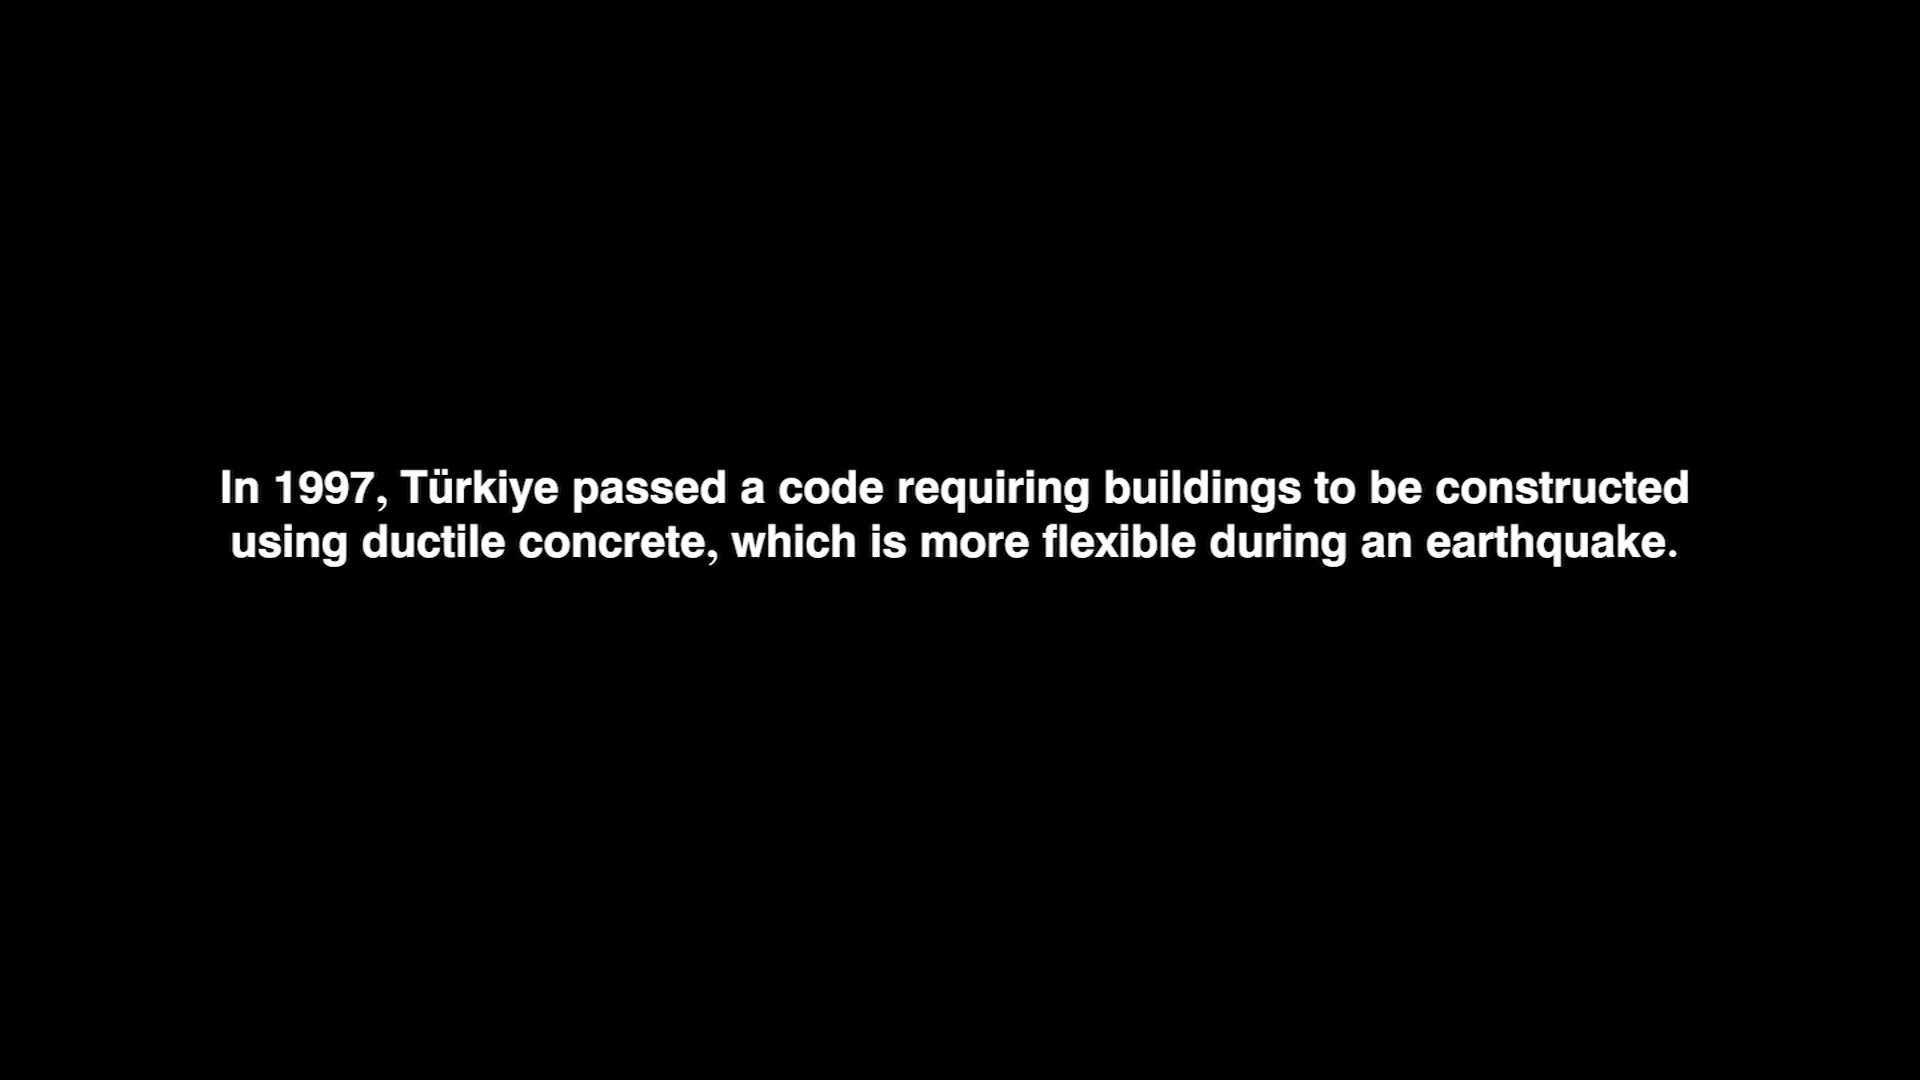 In 1997, Türkiye passed a code requiring buildings to be constructed
using ductile concrete, which is more flexible during an earthquake.